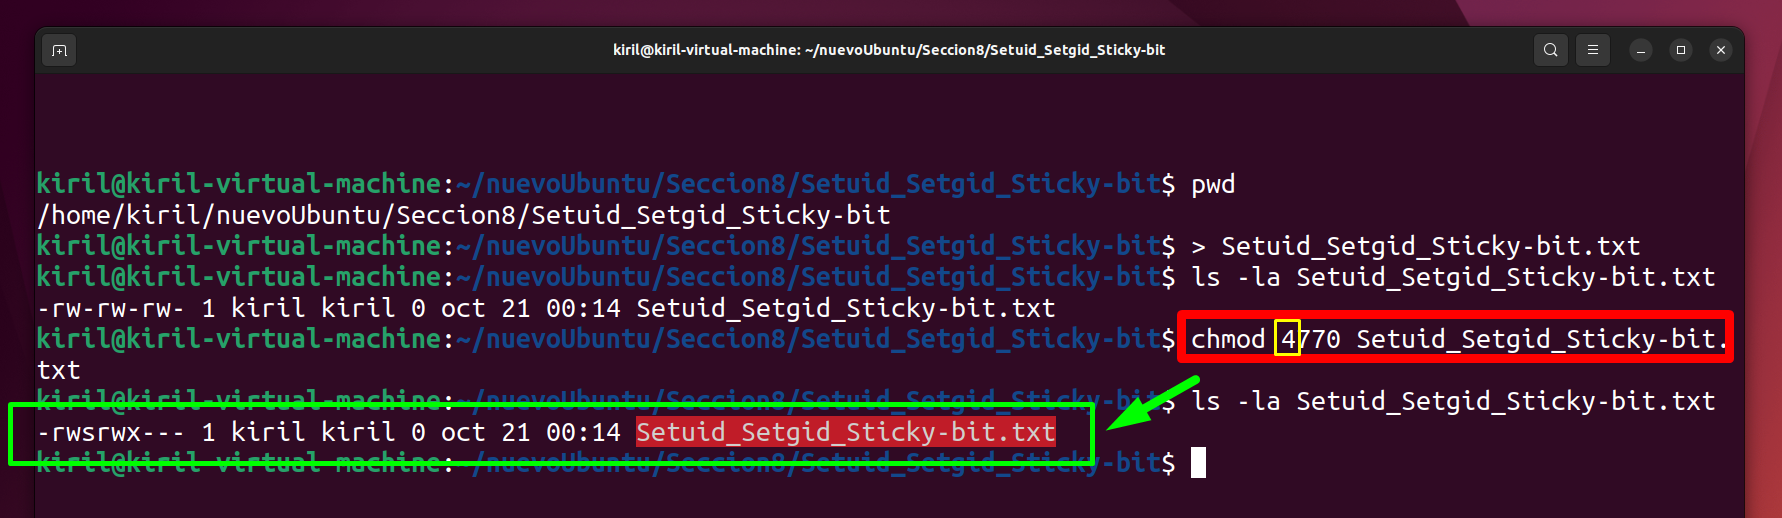 kiril@kiril-virtual-machine: ~/nuevoUbuntu/Seccion8/Setuid_Setgid_Sticky-bit
kiril@kiril-virtual-machine:~/nuevoUbuntu/Seccion8/Setuid_Setgid_Sticky-bit$ pwd
/home/kiril/nuevoUbuntu/Seccion8/Setuid_Setgid_Sticky-bit
kiril@kiril-virtual-machine:~/nuevoUbuntu/Seccion8/Setuid_Setgid_Sticky-bit$ > Setuid_Setgid_Sticky-bit.txt
kiril@kiril-virtual-machine:~/nuevoUbuntu/Seccion8/Setuid_Setgid_Sticky-bit$ ls -la Setuid_Setgid_Sticky-bit.txt
-rw-rw-rw- 1 kiril kiril 0 oct 21 00:14 Setuid_Setgid_Sticky-bit.txt
kiril@kiril-virtual-machine:~/nuevoUbuntu/Seccion8/Setuid_Setgid_Sticky-bit$ chmod 4770 Setuid_Setgid_Sticky-bit.
txt
kiril@kiril-virtual-machine:~/nuevoUbuntu/Seccion8/Setuid_Setgid_Sticky-bit$ ls -la Setuid_Setgid_Sticky-bit.txt
-rwsrwx--- 1 kiril kiril 0 oct 21 00:14 Setuid_Setgid_Sticky-bit.txt
kiril@kiril-virtual-machine:~/nuevoUbuntu/Seccion8/Setuid_Setgid_Sticky-bit$